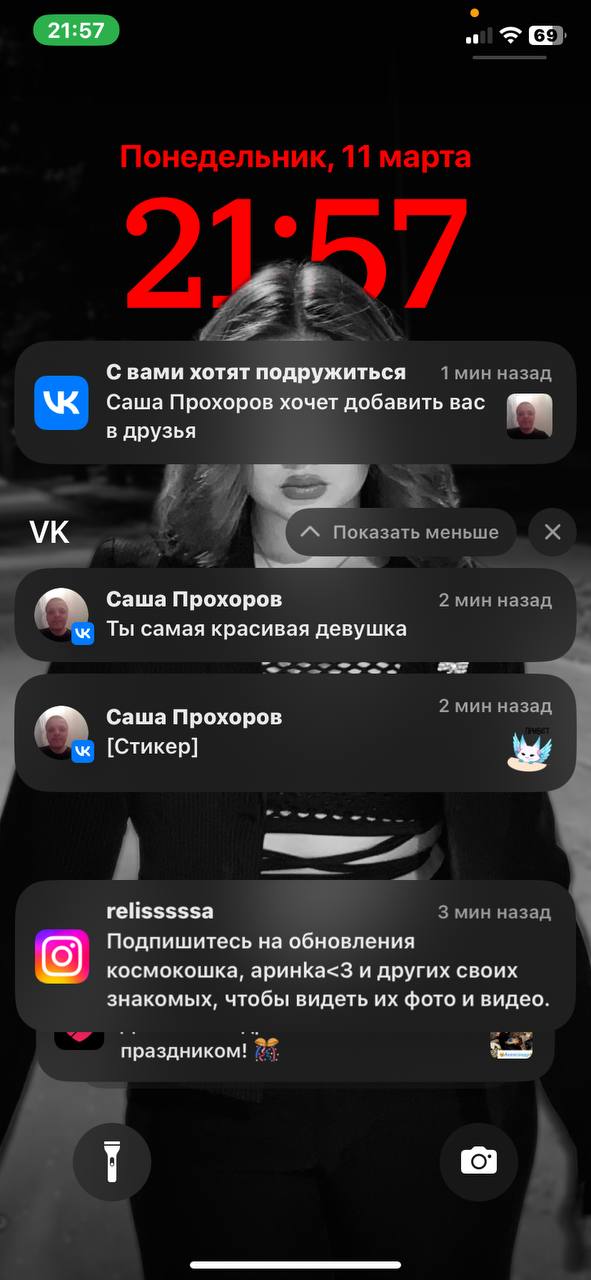 21:57
69
Понедельник, 11 марта
21:57
С вами хотят подружиться
1 мин назад
Саша Прохоров хочет добавить вас
в друзья
VK
Показать меньше
Саша Прохоров
2 мин назад
Ты самая красивая девушка
2 мин назад
Саша Прохоров
[Стикер]
ПРИВЕТ
relisssssa
3 мин назад
Подпишитесь на обновления
космокошка, аринkа<3 и других своих
знакомых, чтобы видеть их фото и видео.
праздником!